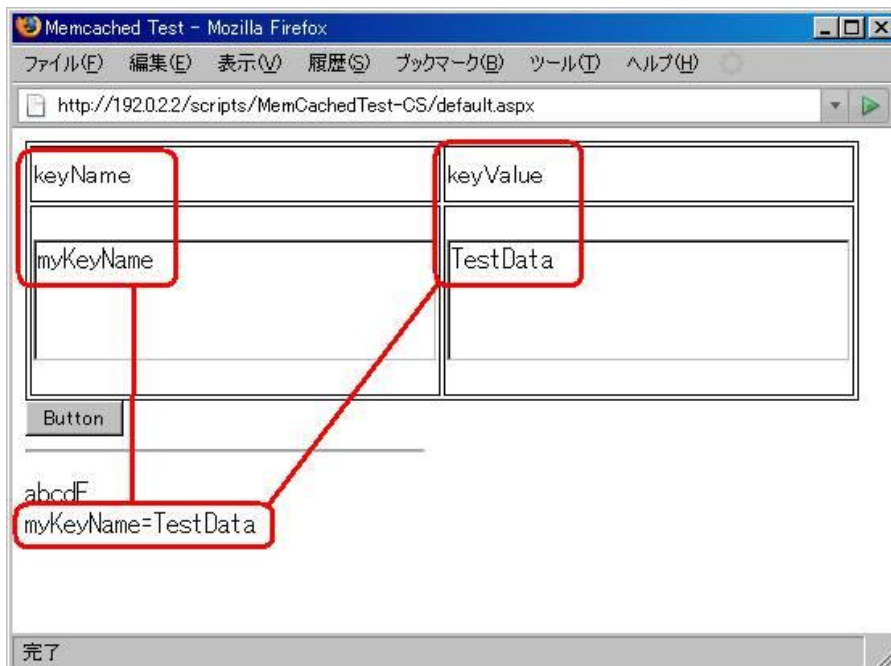 Memcached Test - Mozilla Firefox
ファイル(F) 編集(E) 表示(V) 履歴(S) ブックマーク(B) ツール(T) ヘルプ(H)
http://192.0.2.2/scripts/MemCachedTest-CS/default.aspx
keyName keyValue
myKeyName TestData
Button
abcdE
myKeyName=TestData
完了